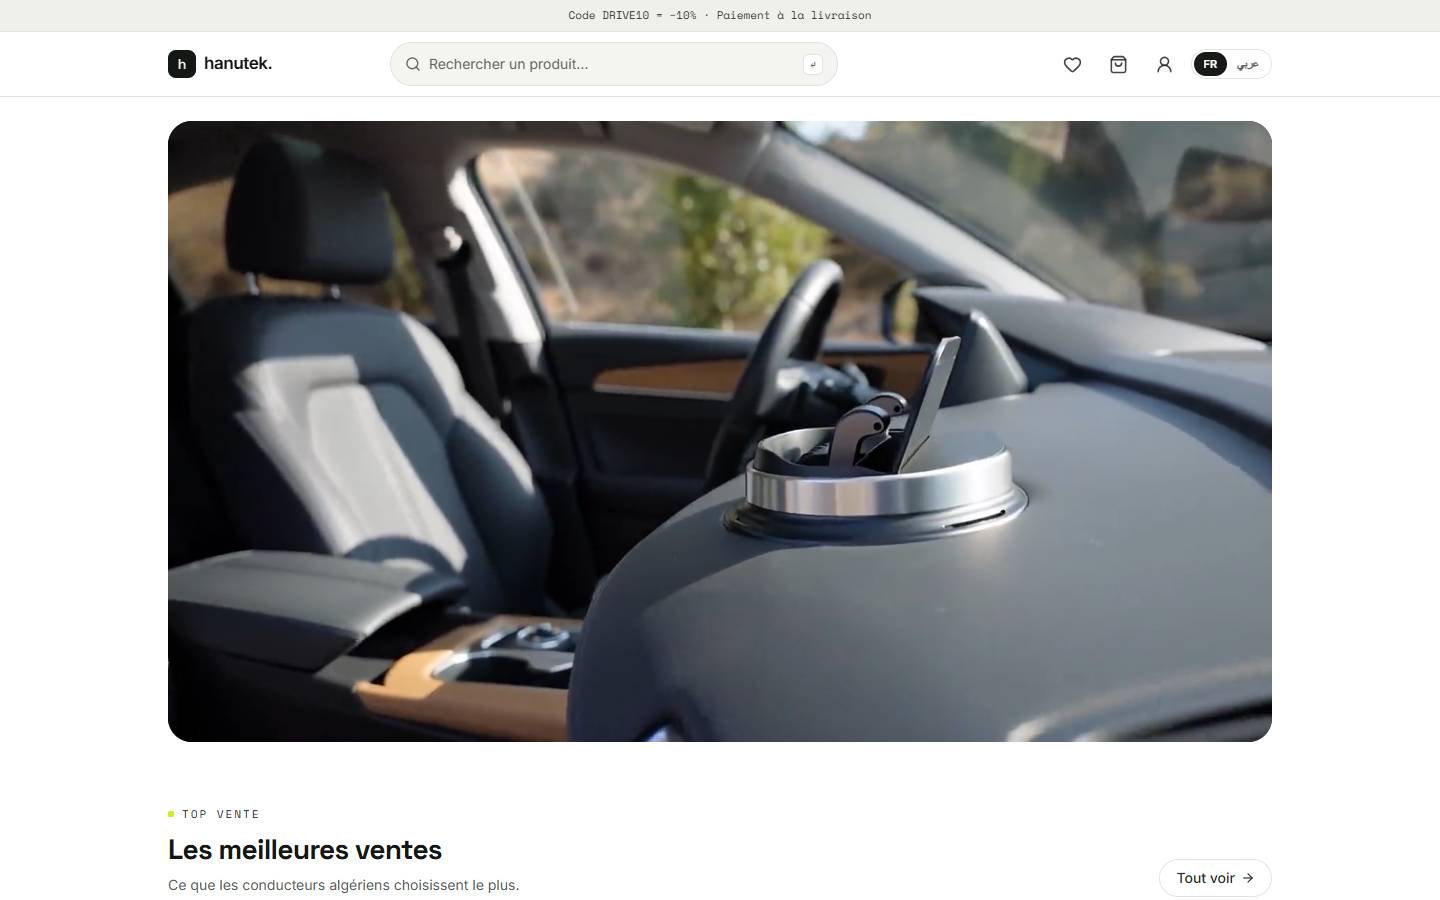 Code DRIVE10 = −10% · Paiement à la livraison
h hanutek.
Rechercher un produit...
FR عربي
TOP VENTE
Les meilleures ventes
Ce que les conducteurs algériens choisissent le plus.
Tout voir →